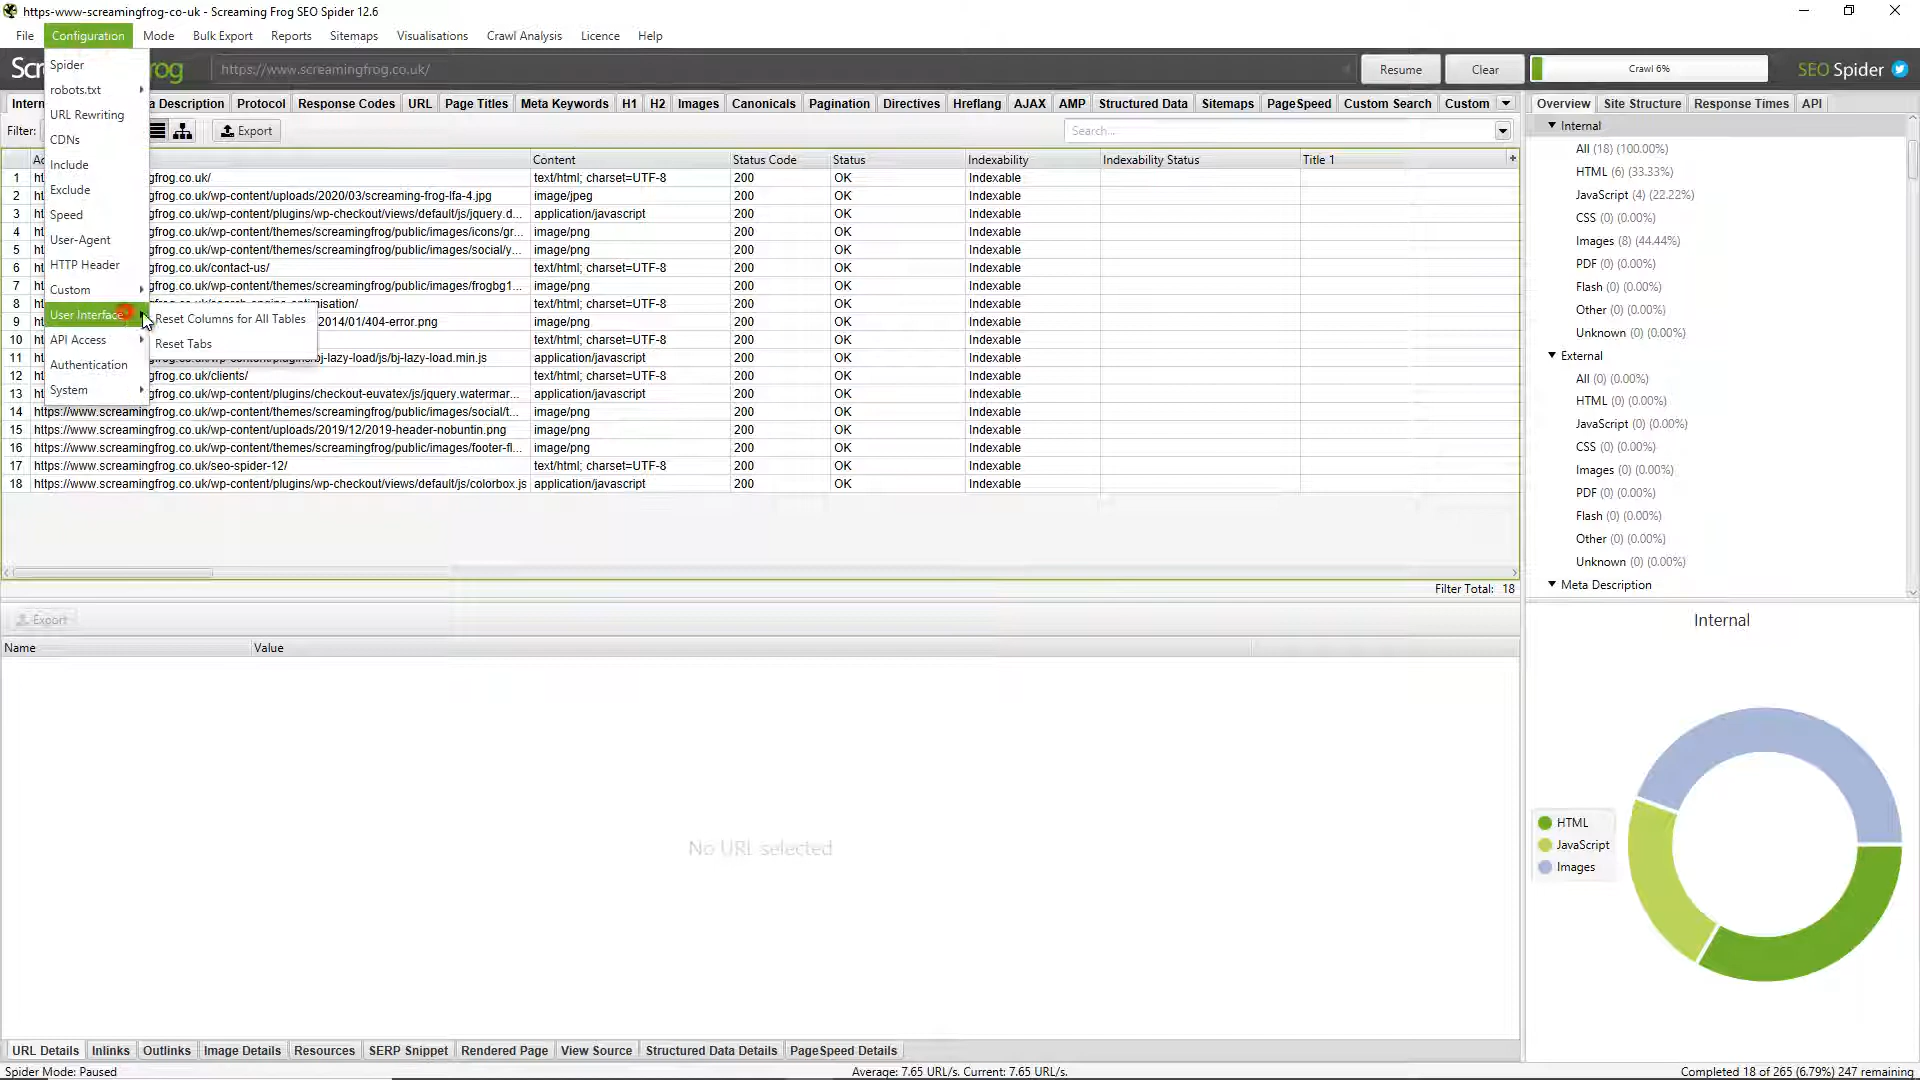 https-www-screamingfrog-co-uk - Screaming Frog SEO Spider 12.6
File Configuration Mode Bulk Export Reports Sitemaps Visualisations Crawl Analysis Licence Help
https://www.screamingfrog.co.uk/ Resume Clear Crawl 6% SEO Spider
Spider
robots.txt
URL Rewriting
CDNs
Include
Exclude
Speed
User-Agent
HTTP Header
Custom
User Interface
API Access
Authentication
System
Reset Columns for All Tables
Reset Tabs
Protocol Response Codes URL Page Titles Meta Keywords H1 H2 Images Canonicals Pagination Directives Hreflang AJAX AMP Structured Data Sitemaps PageSpeed Custom Search Custom
Filter: Export Search...
Content Status Code Status Indexability Indexability Status Title 1
1 ngfrog.co.uk/ text/html; charset=UTF-8 200 OK Indexable
2 ngfrog.co.uk/wp-content/uploads/2020/03/screaming-frog-lfa-4.jpg image/jpeg 200 OK Indexable
3 ngfrog.co.uk/wp-content/plugins/wp-checkout/views/default/js/jquery.d... application/javascript 200 OK Indexable
4 ngfrog.co.uk/wp-content/themes/screamingfrog/public/images/icons/gr... image/png 200 OK Indexable
5 ngfrog.co.uk/wp-content/themes/screamingfrog/public/images/social/y... image/png 200 OK Indexable
6 ngfrog.co.uk/contact-us/ text/html; charset=UTF-8 200 OK Indexable
7 ngfrog.co.uk/wp-content/themes/screamingfrog/public/images/frogbg1... image/png 200 OK Indexable
8 text/html; charset=UTF-8 200 OK Indexable
9 2014/01/404-error.png image/png 200 OK Indexable
10 text/html; charset=UTF-8 200 OK Indexable
11 bj-lazy-load/js/bj-lazy-load.min.js application/javascript 200 OK Indexable
12 ngfrog.co.uk/clients/ text/html; charset=UTF-8 200 OK Indexable
13 ngfrog.co.uk/wp-content/plugins/checkout-euvatex/js/jquery.watermar... application/javascript 200 OK Indexable
14 https://www.screamingfrog.co.uk/wp-content/themes/screamingfrog/public/images/social/t... image/png 200 OK Indexable
15 https://www.screamingfrog.co.uk/wp-content/uploads/2019/12/2019-header-nobuntin.png image/png 200 OK Indexable
16 https://www.screamingfrog.co.uk/wp-content/themes/screamingfrog/public/images/footer-fl... image/png 200 OK Indexable
17 https://www.screamingfrog.co.uk/seo-spider-12/ text/html; charset=UTF-8 200 OK Indexable
18 https://www.screamingfrog.co.uk/wp-content/plugins/wp-checkout/views/default/js/colorbox.js application/javascript 200 OK Indexable
Filter Total: 18
Export
Name Value
No URL selected
URL Details Inlinks Outlinks Image Details Resources SERP Snippet Rendered Page View Source Structured Data Details PageSpeed Details
Overview Site Structure Response Times API
Internal
All (18) (100.00%)
HTML (6) (33.33%)
JavaScript (4) (22.22%)
CSS (0) (0.00%)
Images (8) (44.44%)
PDF (0) (0.00%)
Flash (0) (0.00%)
Other (0) (0.00%)
Unknown (0) (0.00%)
External
All (0) (0.00%)
HTML (0) (0.00%)
JavaScript (0) (0.00%)
CSS (0) (0.00%)
Images (0) (0.00%)
PDF (0) (0.00%)
Flash (0) (0.00%)
Other (0) (0.00%)
Unknown (0) (0.00%)
Meta Description
Internal
HTML
JavaScript
Images
Spider Mode: Paused Average: 7.65 URL/s. Current: 7.65 URL/s. Completed 18 of 265 (6.79%) 247 remaining